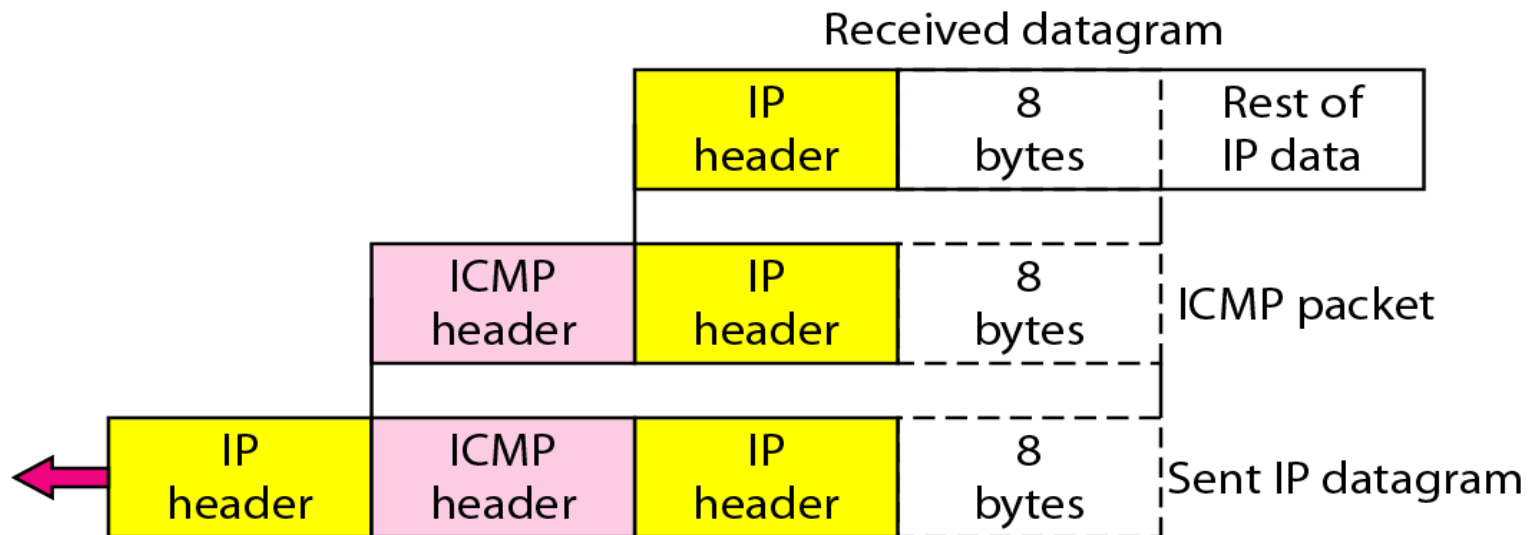 Received datagram
IP
header
8
bytes
Rest of
IP data
ICMP
header
IP
header
8
bytes
ICMP packet
IP
header
ICMP
header
IP
header
8
bytes
Sent IP datagram